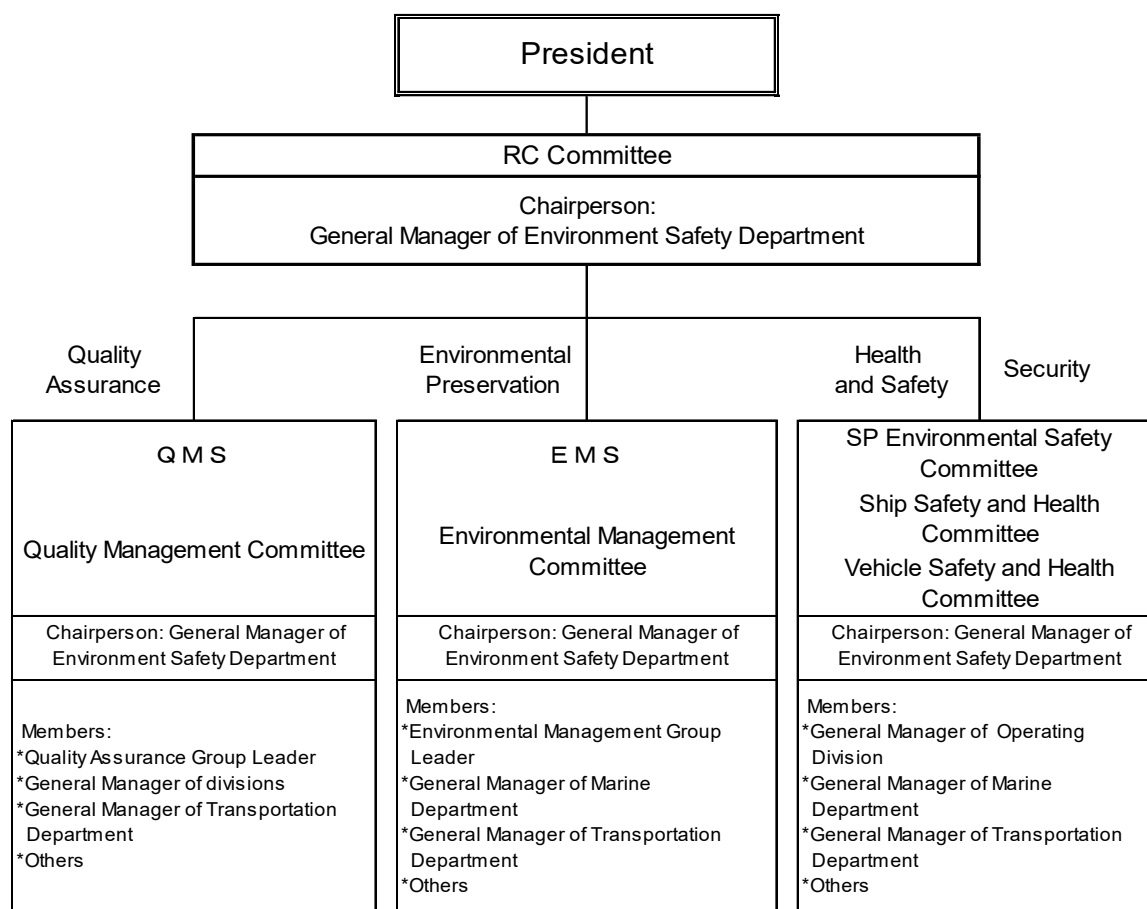 President
RC Committee
Chairperson:
General Manager of Environment Safety Department
Quality
Assurance
Environmental
Preservation
Health
and Safety
Security
Q M S
Quality Management Committee
Chairperson: General Manager of
Environment Safety Department
Members:
*Quality Assurance Group Leader
*General Manager of divisions
*General Manager of Transportation
Department
*Others
E M S
Environmental Management
Committee
Chairperson: General Manager of
Environment Safety Department
Members:
*Environmental Management Group
Leader
*General Manager of Marine
Department
*General Manager of Transportation
Department
*Others
SP Environmental Safety
Committee
Ship Safety and Health
Committee
Vehicle Safety and Health
Committee
Chairperson: General Manager of
Environment Safety Department
Members:
*General Manager of Operating
Division
*General Manager of Marine
Department
*General Manager of Transportation
Department
*Others